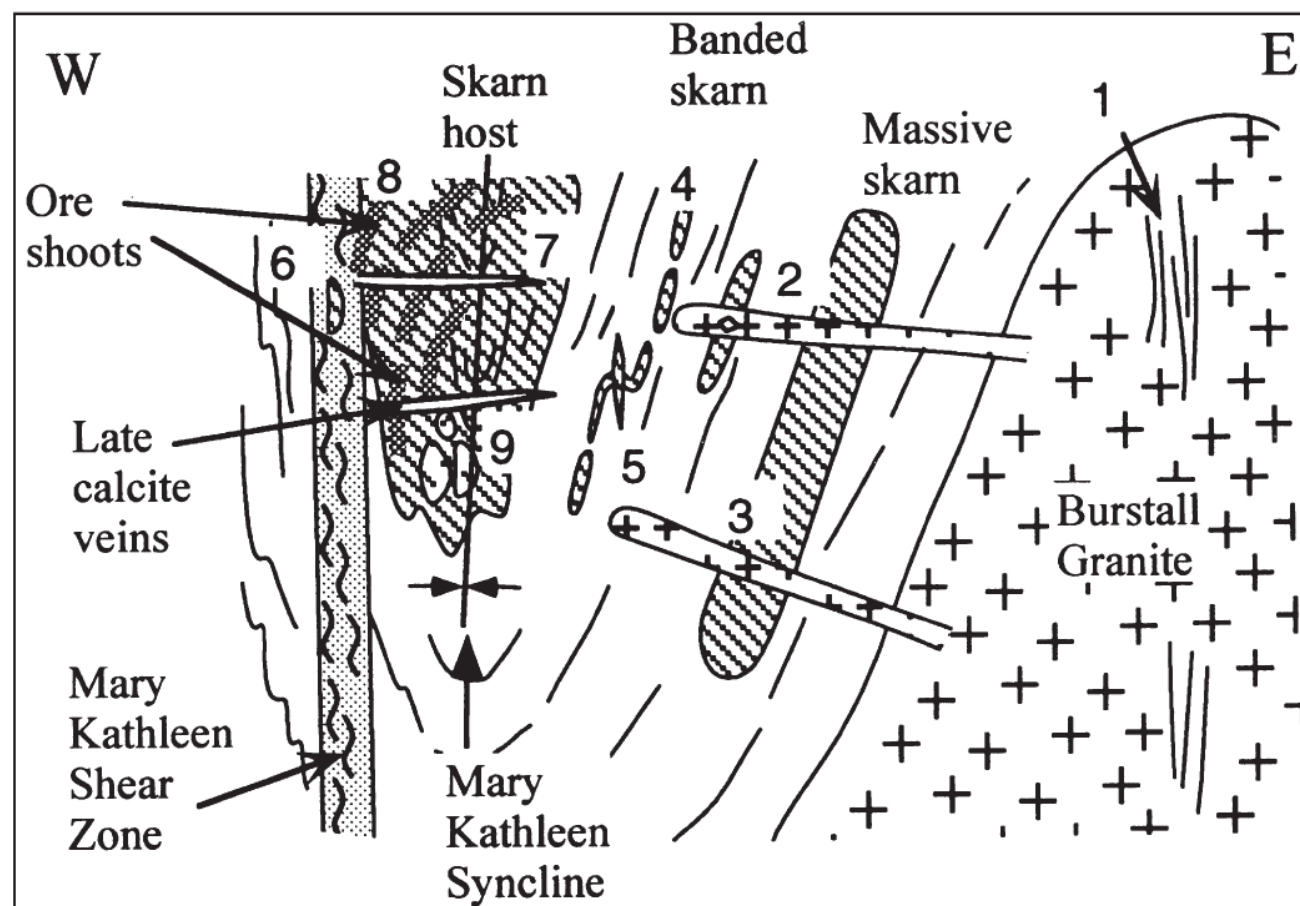 W
E
Banded
skarn
Skarn
host
1
Massive
skarn
Ore
shoots
8
4
6
7
2
Late
calcite
veins
9
5
3
Burstall
Granite
Mary
Kathleen
Shear
Zone
Mary
Kathleen
Syncline